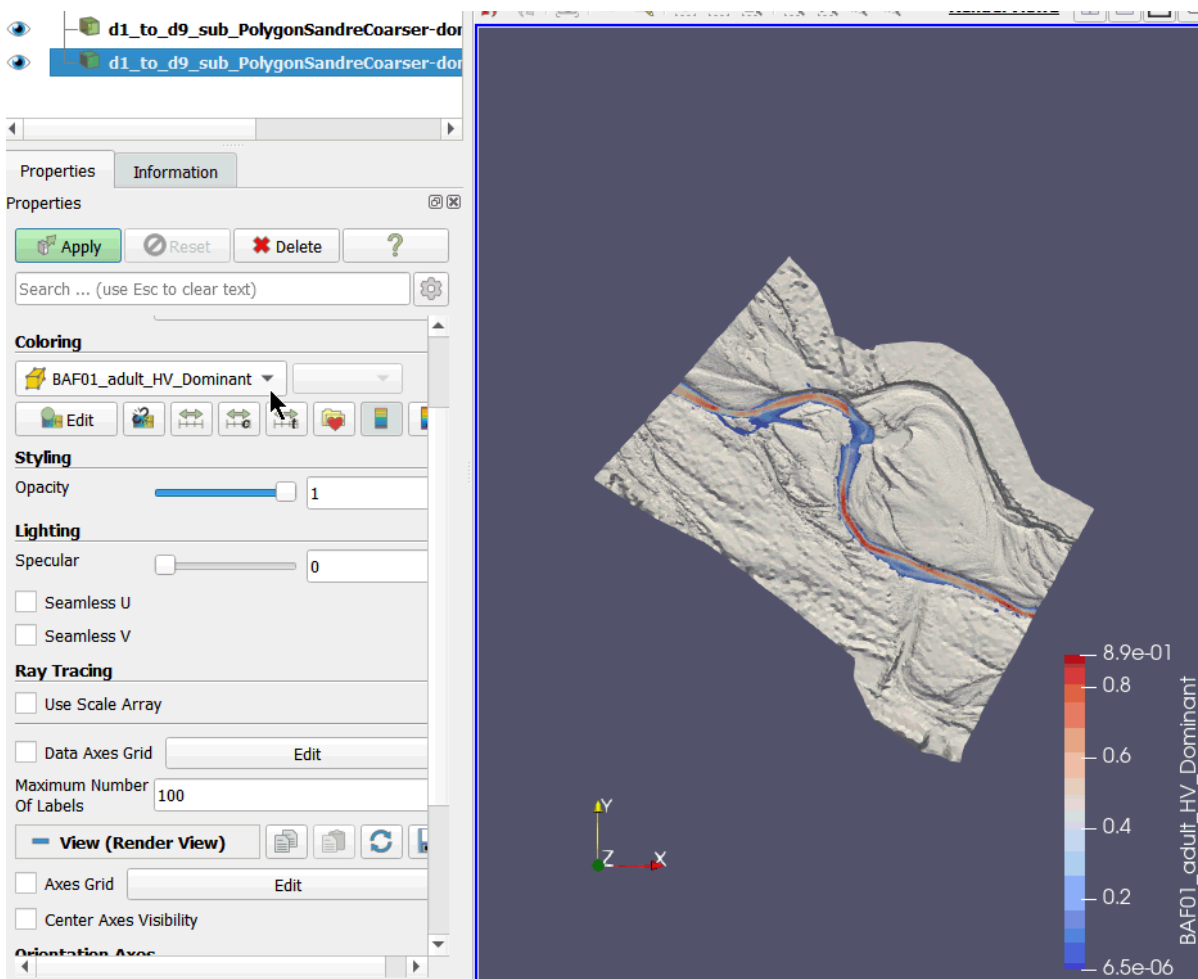 d1_to_d9_sub_PolygonSandreCoarser-dor
d1_to_d9_sub_PolygonSandreCoarser-dor
Properties
Information
Properties
Apply
Reset
Delete
?
Search ... (use Esc to clear text)
Coloring
BAF01_adult_HV_Dominant
Edit
Styling
Opacity
1
Lighting
Specular
0
Seamless U
Seamless V
Ray Tracing
Use Scale Array
Data Axes Grid
Edit
Maximum Number
Of Labels
100
View (Render View)
Axes Grid
Edit
Center Axes Visibility
Orientation Axes
Y
Z
X
8.9e-01
0.8
0.6
0.4
0.2
6.5e-06
BAF01_adult_HV_Dominant